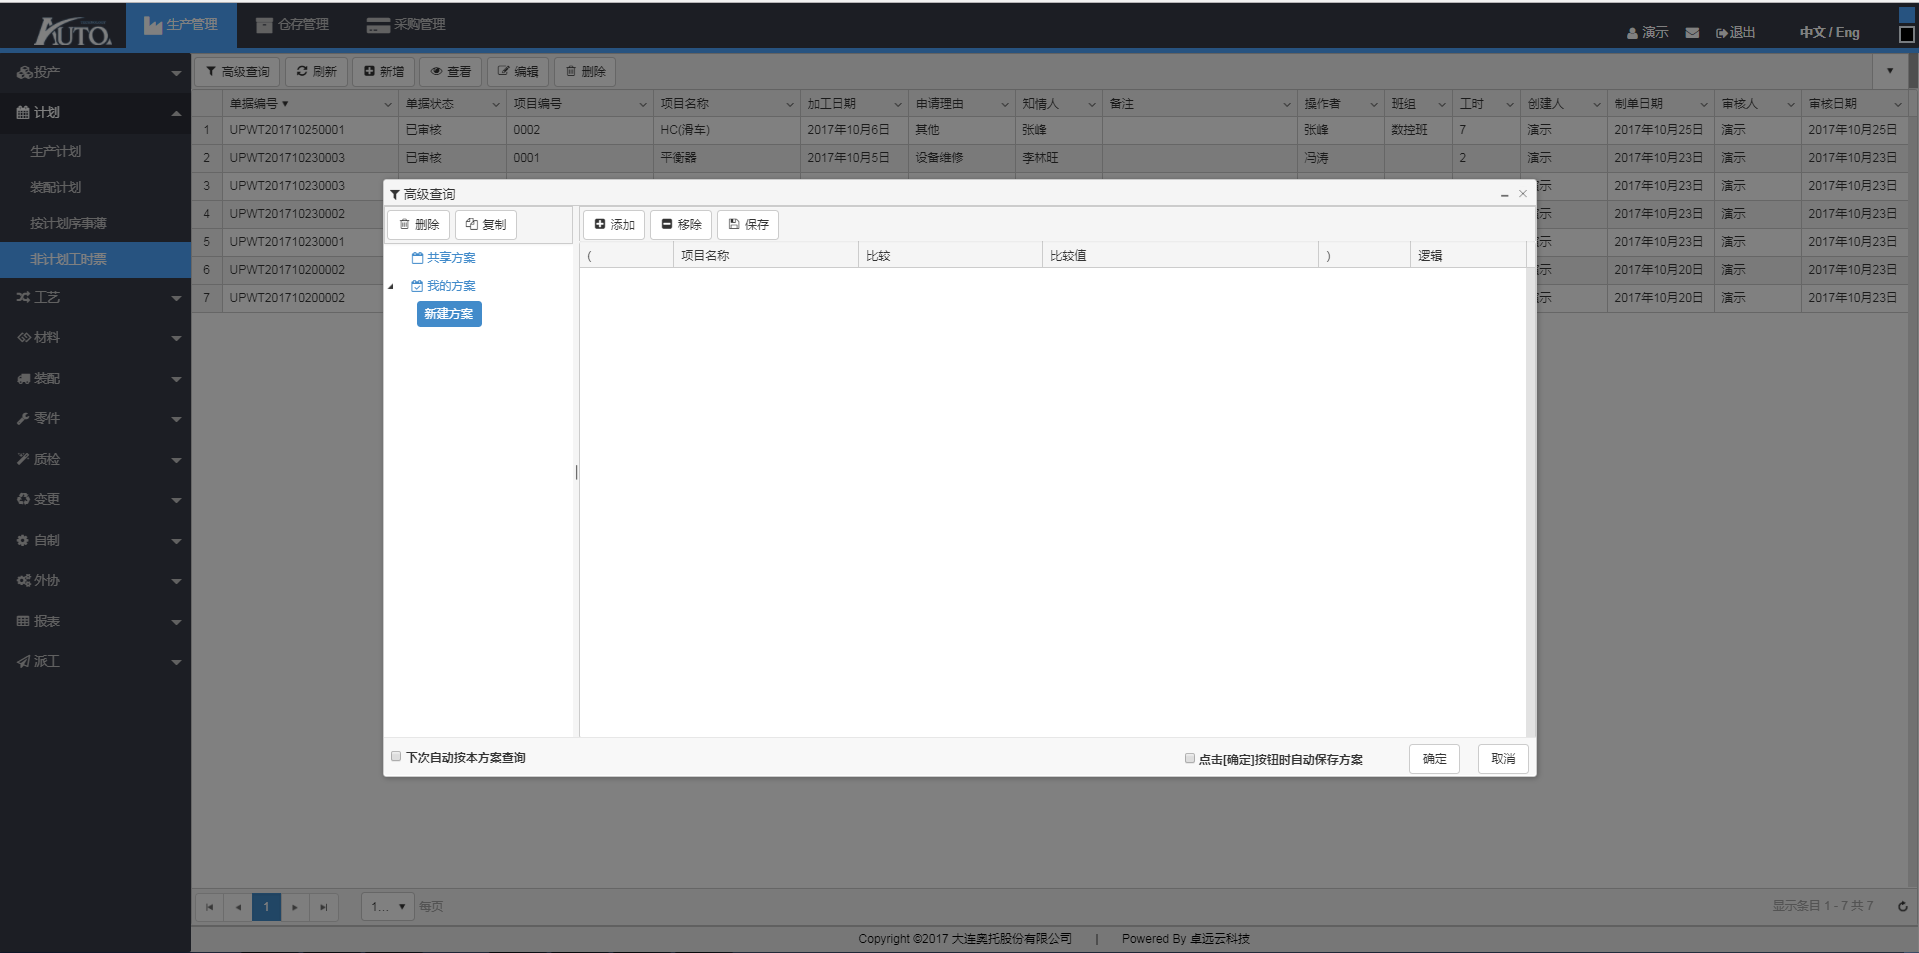 AUTO.
生产管理
仓存管理
采购管理
演示
退出
中文 / Eng
投产
计划
生产计划
装配计划
按计划序事薄
非计划工时票
工艺
材料
装配
零件
质检
变更
自制
外协
报表
派工
高级查询 刷新 新增 查看 编辑 删除
单据编号 单据状态 项目编号 项目名称 加工日期 申请理由 知情人 备注 操作者 班组 工时 创建人 制单日期 审核人 审核日期
1 UPWT201710250001 已审核 0002 HC(滑车) 2017年10月6日 其他 张峰 张峰 数控班 7 演示 2017年10月25日 演示 2017年10月25日
2 UPWT201710230003 已审核 0001 平衡器 2017年10月5日 设备维修 李林旺 冯涛 2 演示 2017年10月23日 演示 2017年10月23日
3 UPWT201710230003 示 2017年10月23日 演示 2017年10月23日
4 UPWT201710230002 示 2017年10月23日 演示 2017年10月23日
5 UPWT201710230001 示 2017年10月23日 演示 2017年10月23日
6 UPWT201710200002 示 2017年10月20日 演示 2017年10月23日
7 UPWT201710200002 示 2017年10月20日 演示 2017年10月23日
高级查询
删除 复制
共享方案
我的方案
新建方案
添加 移除 保存
( 项目名称 比较 比较值 ) 逻辑
下次自动按本方案查询
点击[确定]按钮时自动保存方案
确定 取消
1 1... 每页
显示条目 1 - 7 共 7
Copyright ©2017 大连奥托股份有限公司 | Powered By 卓远云科技